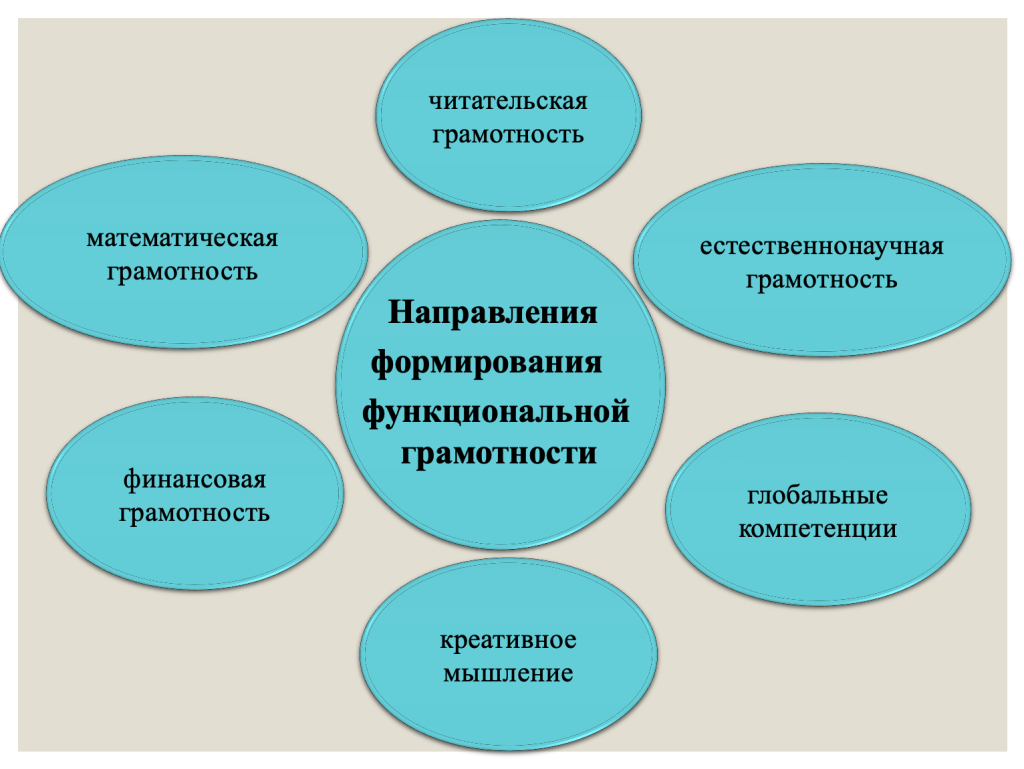 читательская
грамотность
математическая
грамотность
естественнонаучная
грамотность
Направления
формирования
функциональной
грамотности
финансовая
грамотность
глобальные
компетенции
креативное
мышление